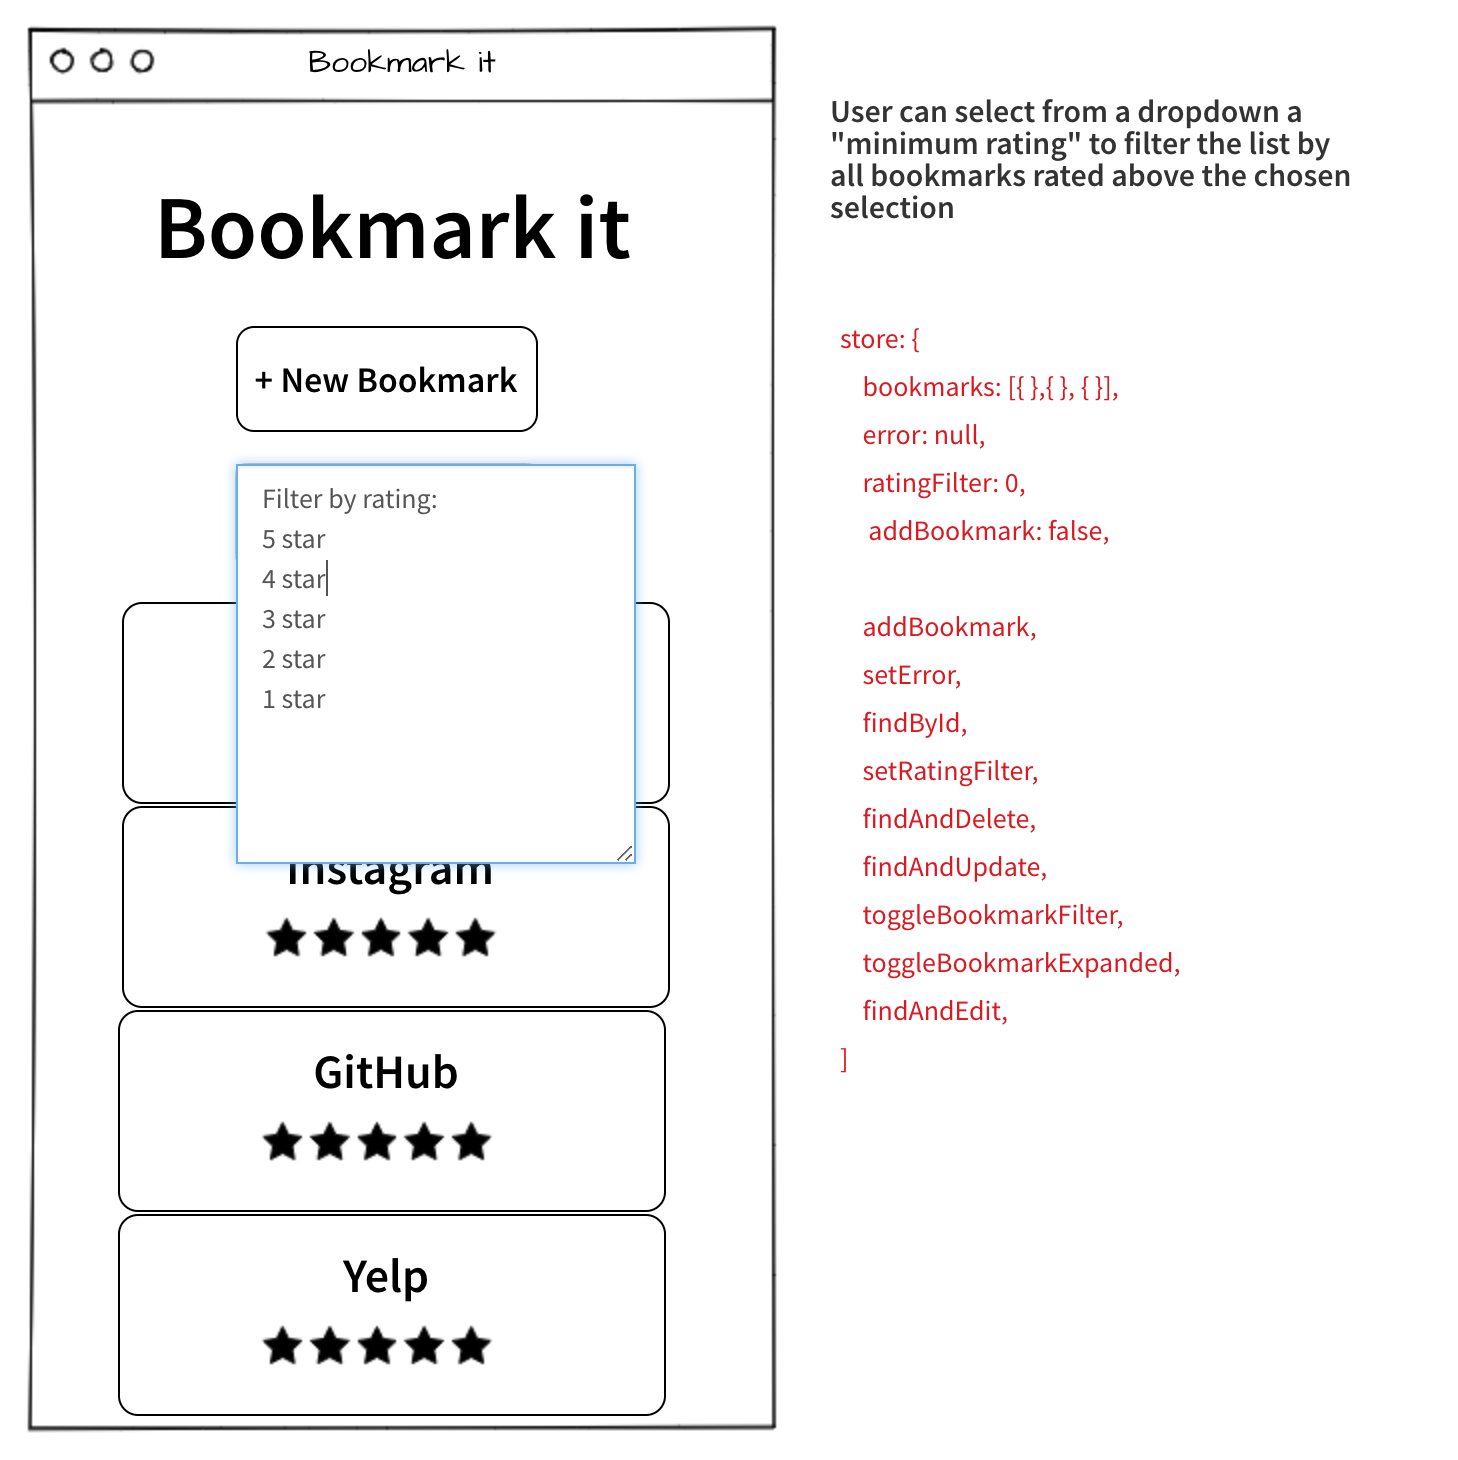 Bookmark it
Bookmark it
+ New Bookmark
Filter by rating:
5 star
4 star
3 star
2 star
1 star
Instagram
GitHub
Yelp
User can select from a dropdown a
"minimum rating" to filter the list by
all bookmarks rated above the chosen
selection
store: {
bookmarks: [{ },{ }, { }],
error: null,
ratingFilter: 0,
addBookmark: false,
addBookmark,
setError,
findById,
setRatingFilter,
findAndDelete,
findAndUpdate,
toggleBookmarkFilter,
toggleBookmarkExpanded,
findAndEdit,
]